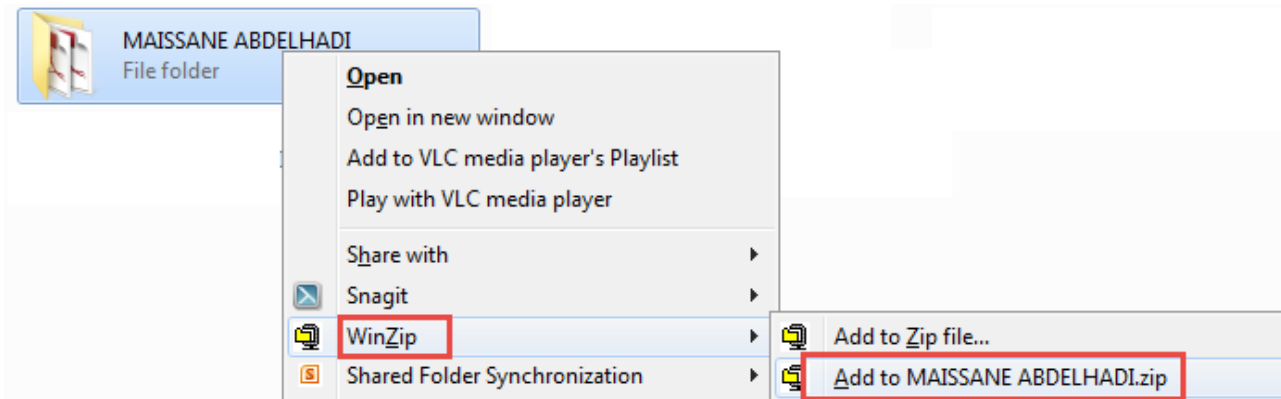 MAISSANE ABDELHADI
File folder
Open
Open in new window
Add to VLC media player's Playlist
Play with VLC media player
Share with
Snagit
WinZip
Add to Zip file...
Shared Folder Synchronization
Add to MAISSANE ABDELHADI.zip